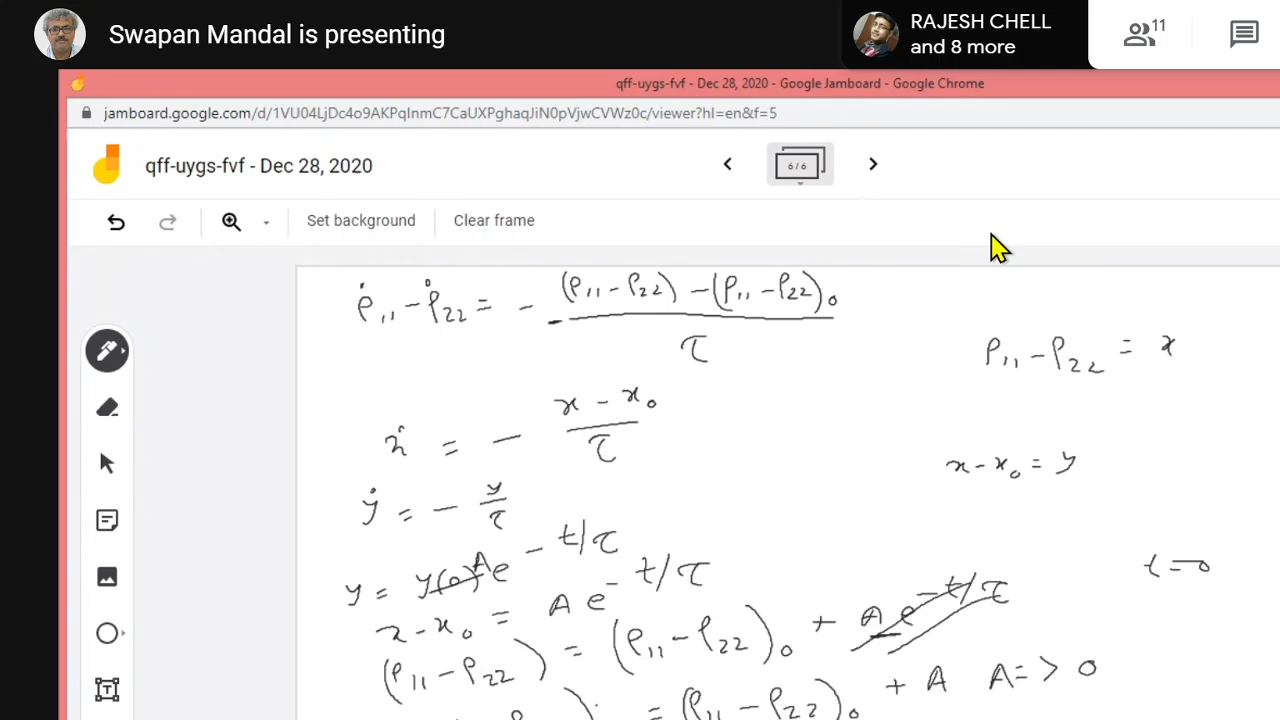 Swapan Mandal is presenting
RAJESH CHELL
and 8 more
11
qff-uygs-fvf - Dec 28, 2020 - Google Jamboard - Google Chrome
jamboard.google.com/d/1VU04LjDc4o9AKPqInmC7CaUXPghaqJiN0pVjwCVWz0c/viewer?hl=en&f=5
qff-uygs-fvf - Dec 28, 2020
6/6
Set background
Clear frame
ρ̇₁₁ - ρ̇₂₂ = - (ρ₁₁ - ρ₂₂) - (ρ₁₁ - ρ₂₂)₀ / τ
ρ₁₁ - ρ₂₂ = x
ẋ = - x - x₀ / τ
x - x₀ = y
ẏ = - y/τ
y = y(0) A e - t/τ
t = 0
x - x₀ = A e - t/τ
(ρ₁₁ - ρ₂₂) = (ρ₁₁ - ρ₂₂)₀ + A e - t/τ
= (ρ₁₁ - ρ₂₂)₀ + A A => 0